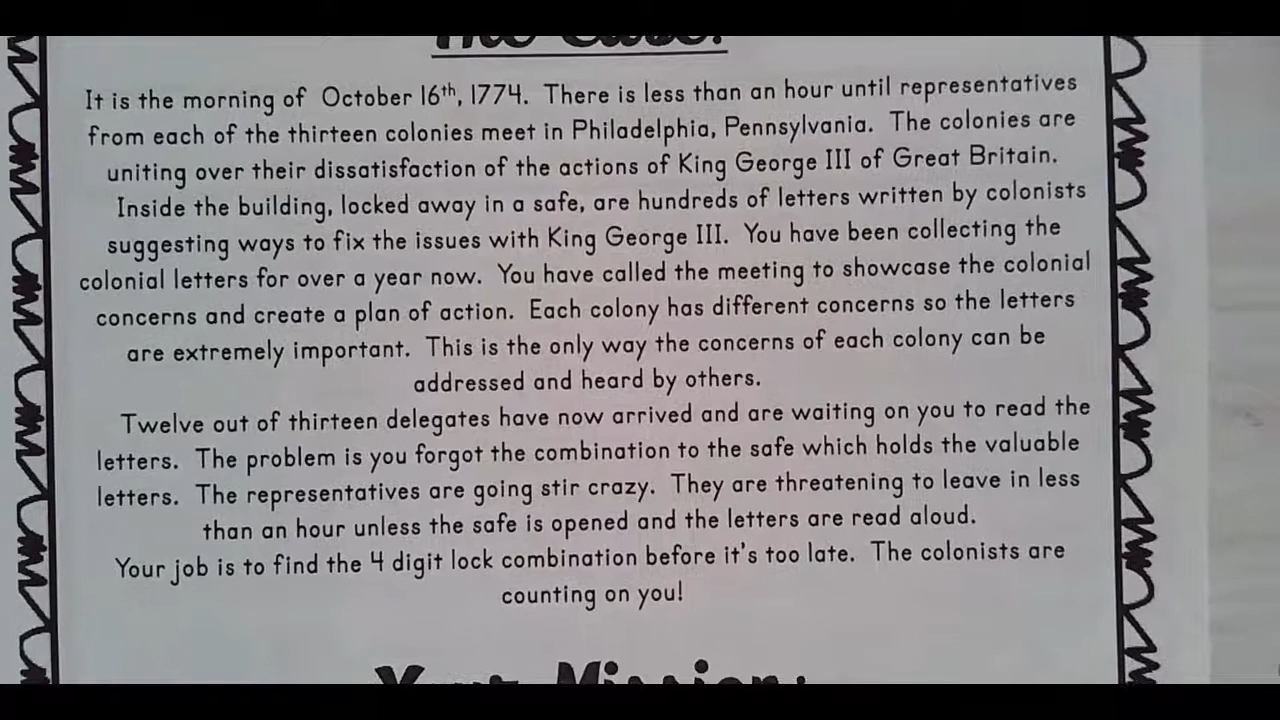 The Case:
It is the morning of October 16th, 1774. There is less than an hour until representatives
from each of the thirteen colonies meet in Philadelphia, Pennsylvania. The colonies are
uniting over their dissatisfaction of the actions of King George III of Great Britain.
Inside the building, locked away in a safe, are hundreds of letters written by colonists
suggesting ways to fix the issues with King George III. You have been collecting the
colonial letters for over a year now. You have called the meeting to showcase the colonial
concerns and create a plan of action. Each colony has different concerns so the letters
are extremely important. This is the only way the concerns of each colony can be
addressed and heard by others.
Twelve out of thirteen delegates have now arrived and are waiting on you to read the
letters. The problem is you forgot the combination to the safe which holds the valuable
letters. The representatives are going stir crazy. They are threatening to leave in less
than an hour unless the safe is opened and the letters are read aloud.
Your job is to find the 4 digit lock combination before it's too late. The colonists are
counting on you!
Your Mission: